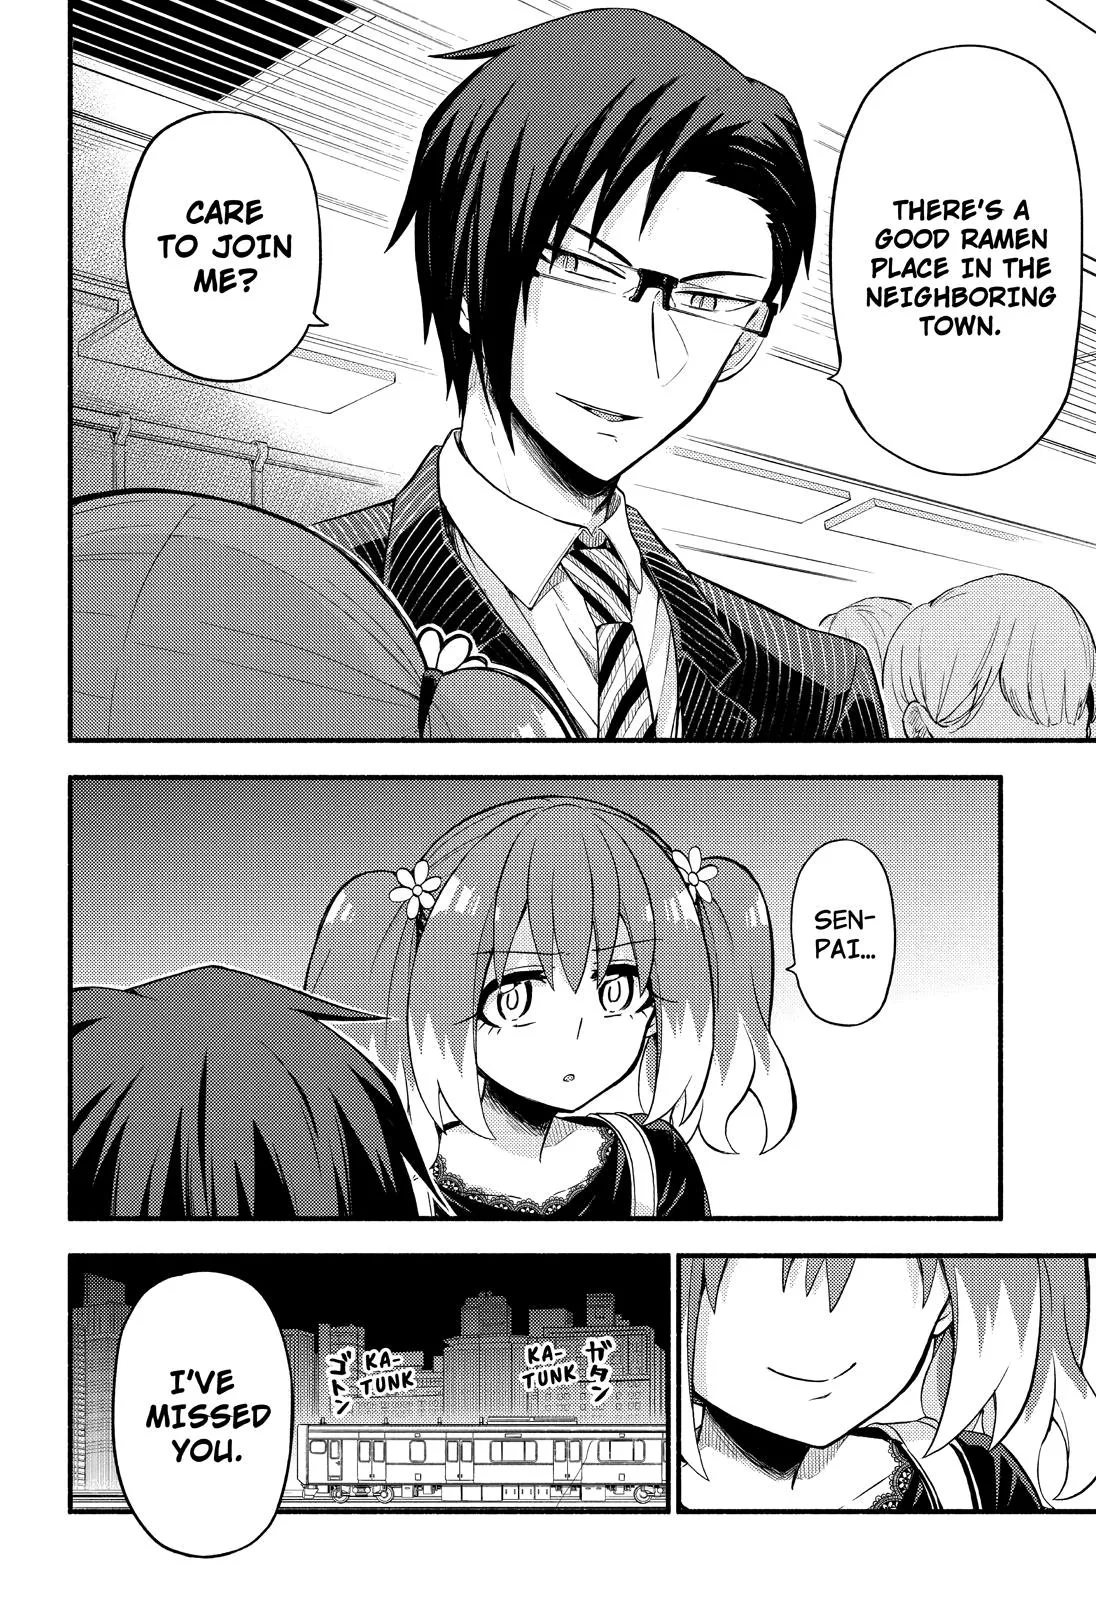 THERE'S A
GOOD RAMEN
PLACE IN THE
NEIGHBORING
TOWN.
CARE
TO JOIN
ME?
SEN-
PAI...
ガタン
KA-
TUNK
KA-
TUNK
ゴトン
I'VE
MISSED
YOU.